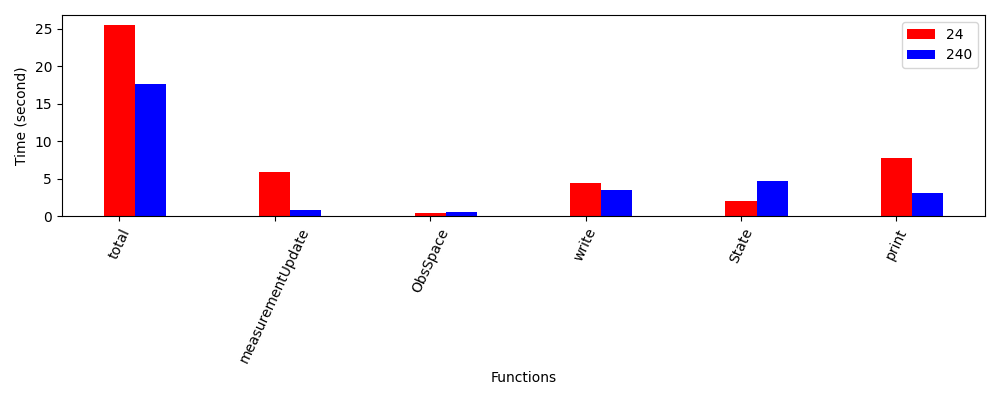 25
20
15
10
5
0
Time (second)
24
240
total
measurementUpdate
ObsSpace
write
State
print
Functions